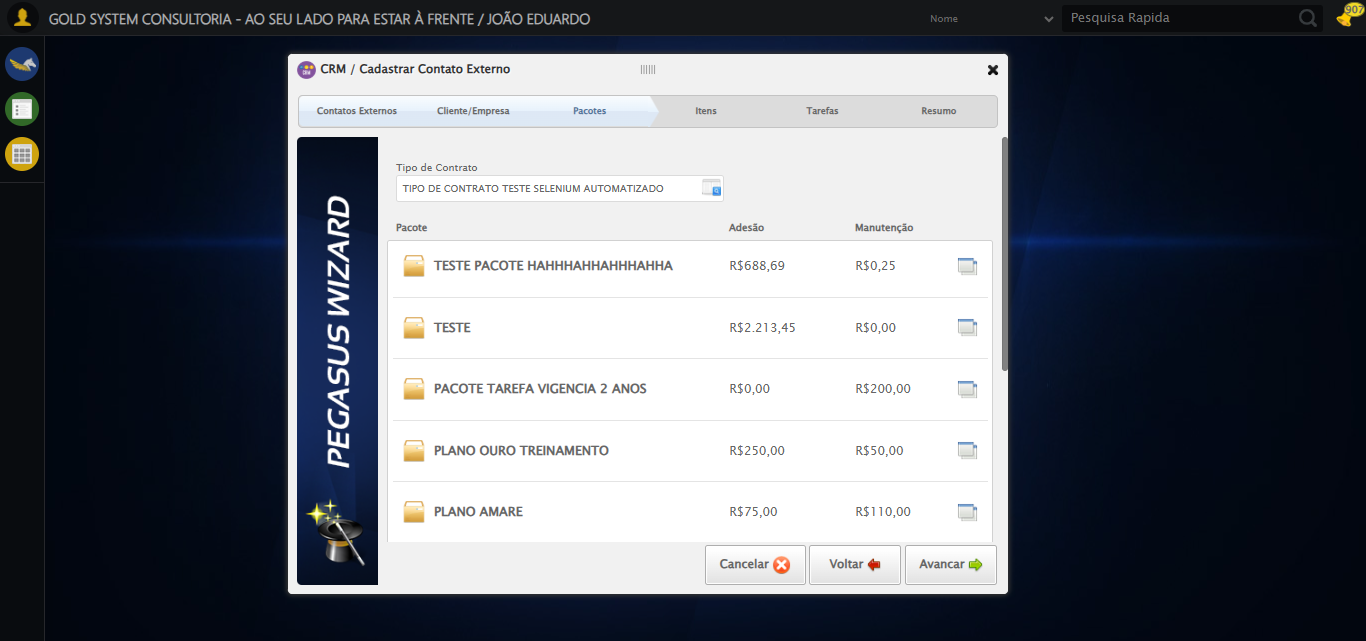 GOLD SYSTEM CONSULTORIA - AO SEU LADO PARA ESTAR À FRENTE / JOÃO EDUARDO
Nome
Pesquisa Rapida
907
CRM / Cadastrar Contato Externo
Contatos Externos
Cliente/Empresa
Pacotes
Itens
Tarefas
Resumo
PEGASUS WIZARD
Tipo de Contrato
TIPO DE CONTRATO TESTE SELENIUM AUTOMATIZADO
Pacote
Adesão
Manutenção
TESTE PACOTE HAHHHAHHAHHHAHHA
R$688,69
R$0,25
TESTE
R$2.213,45
R$0,00
PACOTE TAREFA VIGENCIA 2 ANOS
R$0,00
R$200,00
PLANO OURO TREINAMENTO
R$250,00
R$50,00
PLANO AMARE
R$75,00
R$110,00
Cancelar
Voltar
Avancar